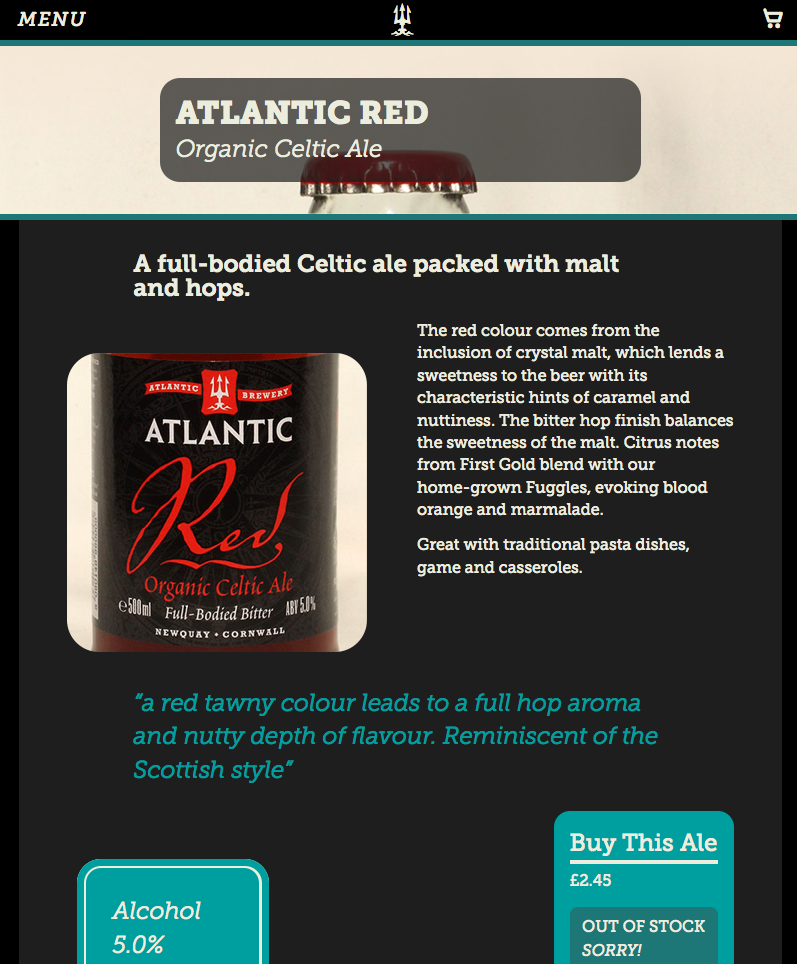 MENU
ATLANTIC RED
Organic Celtic Ale
A full-bodied Celtic ale packed with malt
and hops.
The red colour comes from the
inclusion of crystal malt, which lends a
sweetness to the beer with its
characteristic hints of caramel and
nuttiness. The bitter hop finish balances
the sweetness of the malt. Citrus notes
from First Gold blend with our
home-grown Fuggles, evoking blood
orange and marmalade.
Great with traditional pasta dishes,
game and casseroles.
ATLANTIC BREWERY
ATLANTIC
Red
Organic Celtic Ale
℮500ml Full-Bodied Bitter ABV 5.0%
NEWQUAY • CORNWALL
“a red tawny colour leads to a full hop aroma
and nutty depth of flavour. Reminiscent of the
Scottish style”
Buy This Ale
£2.45
OUT OF STOCK
SORRY!
Alcohol
5.0%